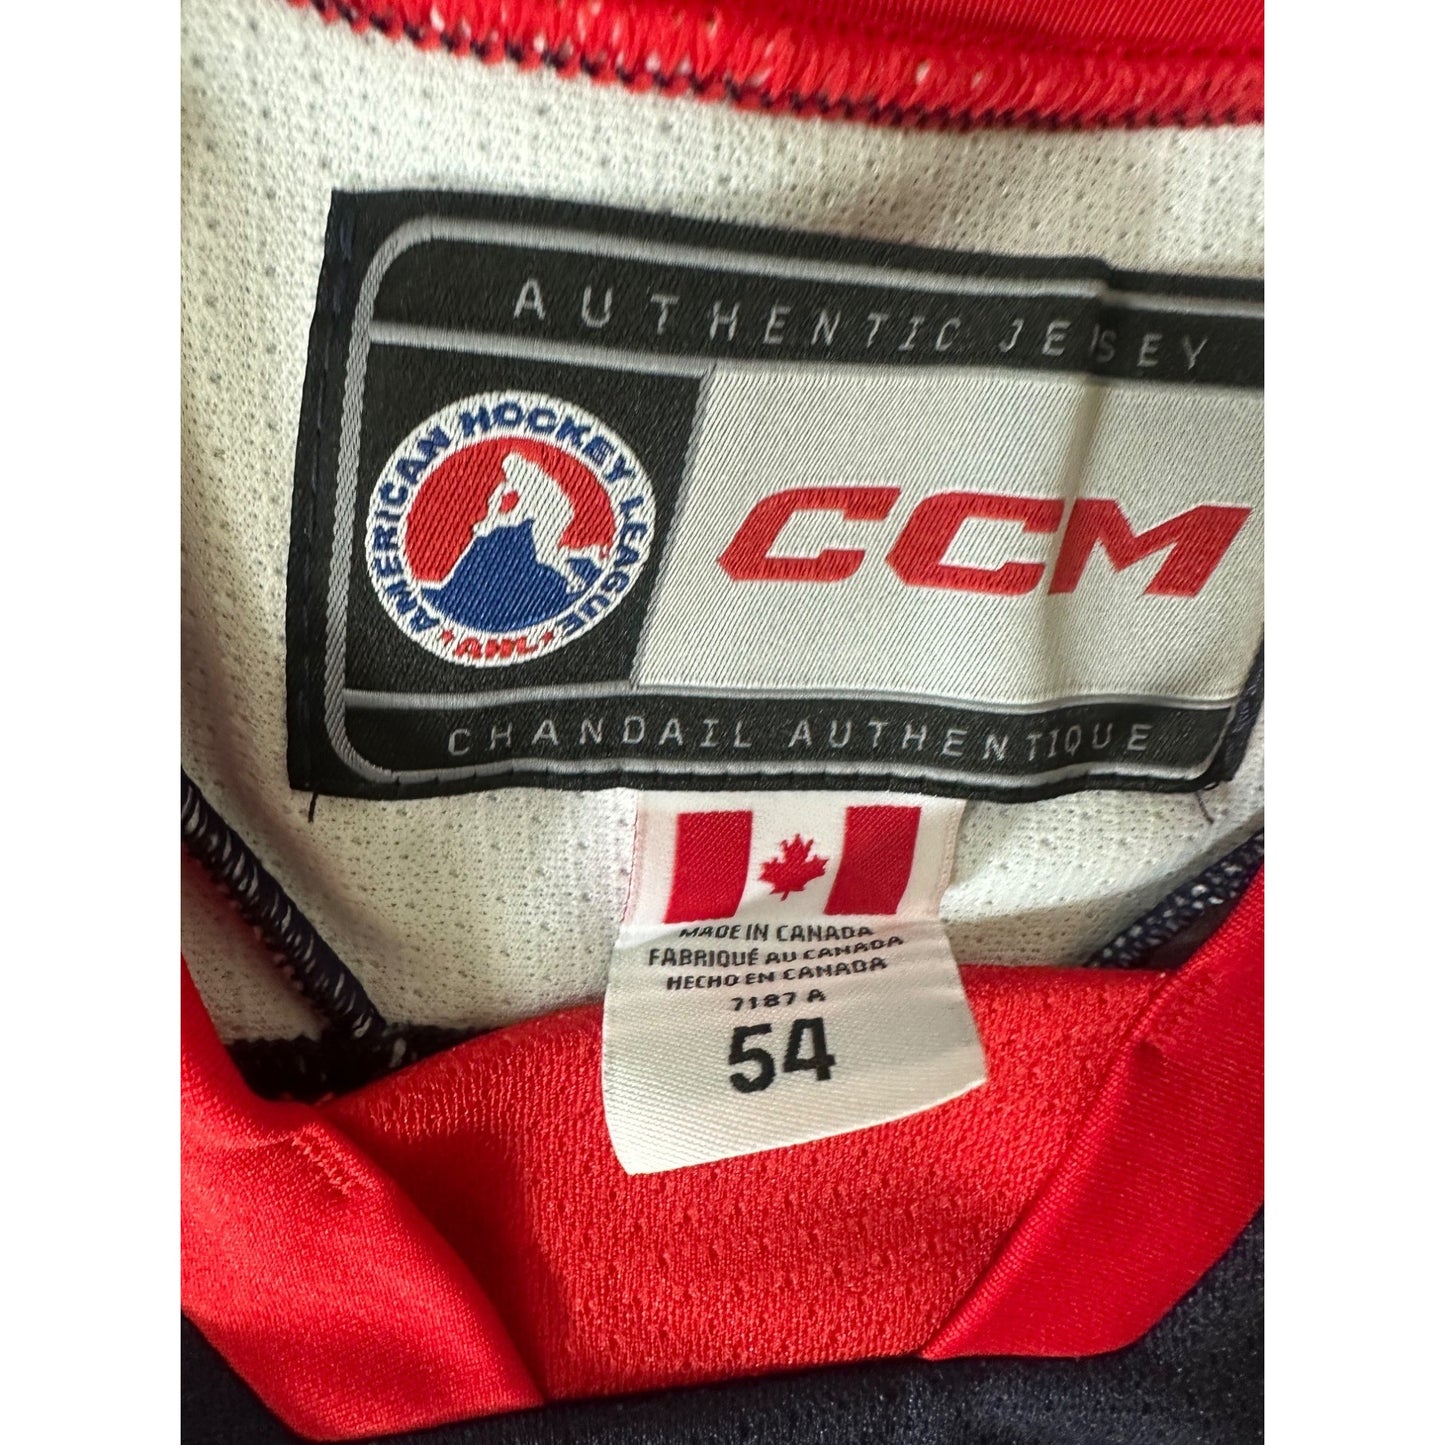 AUTHENTIC JERSEY
AMERICAN HOCKEY LEAGUE
AHL
CCM
CHANDAIL AUTHENTIQUE
MADE IN CANADA
FABRIQUÉ AU CANADA
HECHO EN CANADA
7187 A
54